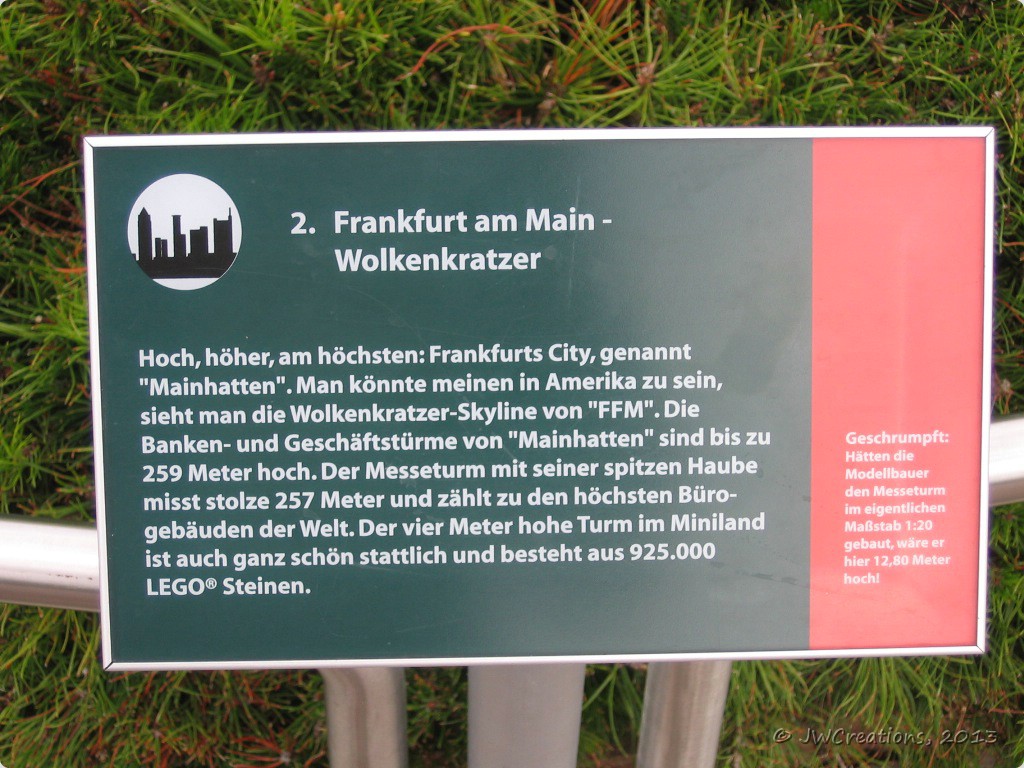 2. Frankfurt am Main -
Wolkenkratzer
Hoch, höher, am höchsten: Frankfurts City, genannt
"Mainhatten". Man könnte meinen in Amerika zu sein,
sieht man die Wolkenkratzer-Skyline von "FFM". Die
Banken- und Geschäftstürme von "Mainhatten" sind bis zu
259 Meter hoch. Der Messeturm mit seiner spitzen Haube
misst stolze 257 Meter und zählt zu den höchsten Büro-
gebäuden der Welt. Der vier Meter hohe Turm im Miniland
ist auch ganz schön stattlich und besteht aus 925.000
LEGO® Steinen.
Geschrumpft:
Hätten die
Modellbauer
den Messeturm
im eigentlichen
Maßstab 1:20
gebaut, wäre er
hier 12,80 Meter
hoch!
© JWCreations, 2013